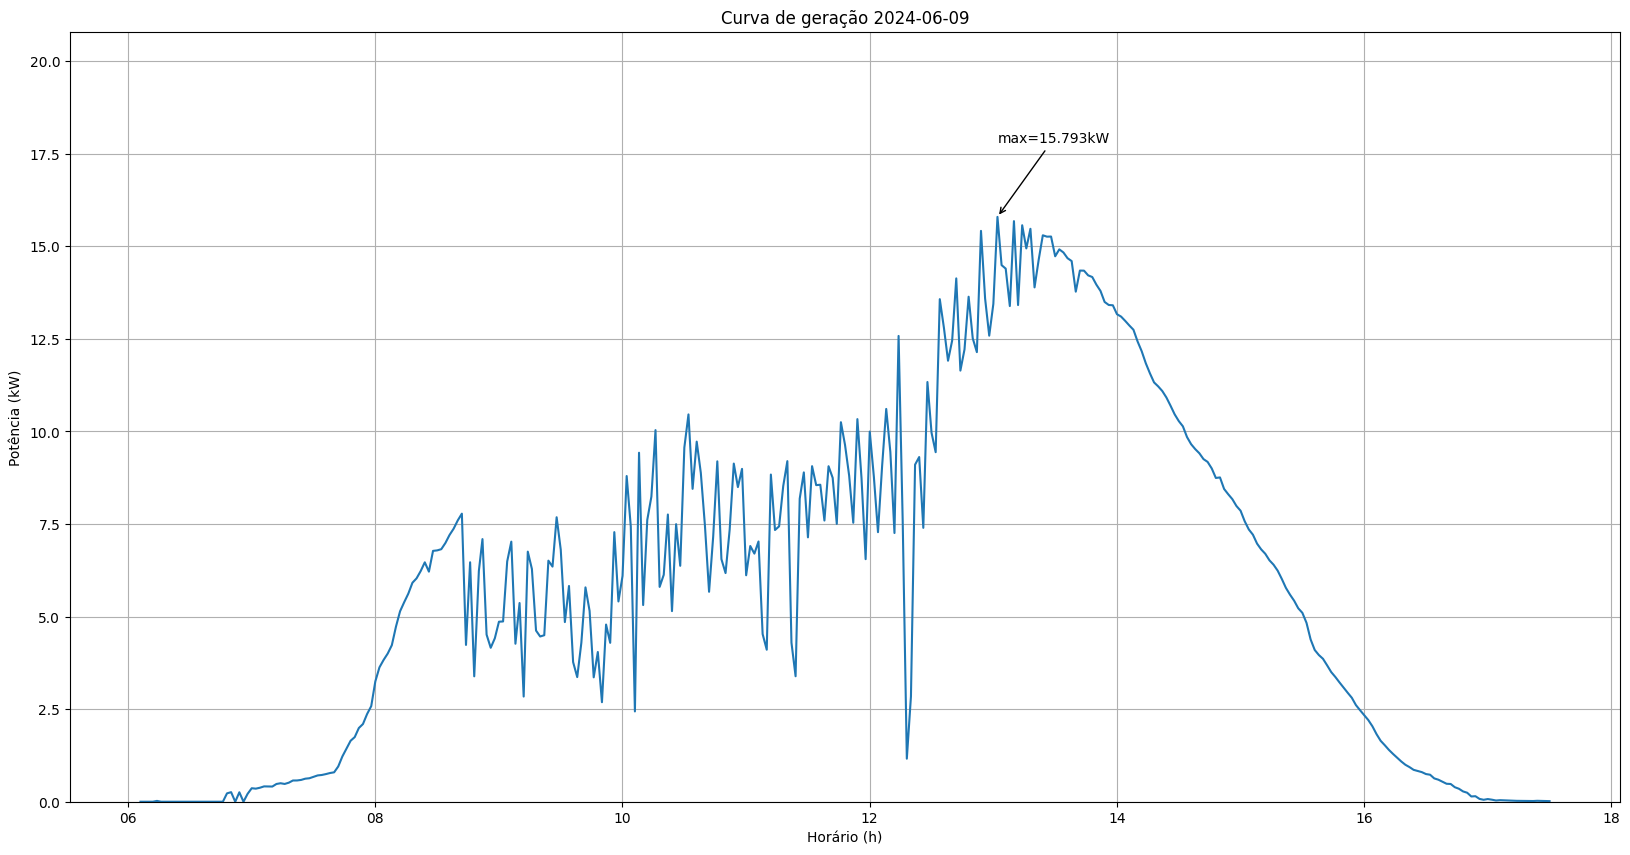 Curva de geração 2024-06-09
20.0
17.5
15.0
12.5
10.0
7.5
5.0
2.5
0.0
Potência (kW)
max=15.793kW
06 08 10 12 14 16 18
Horário (h)